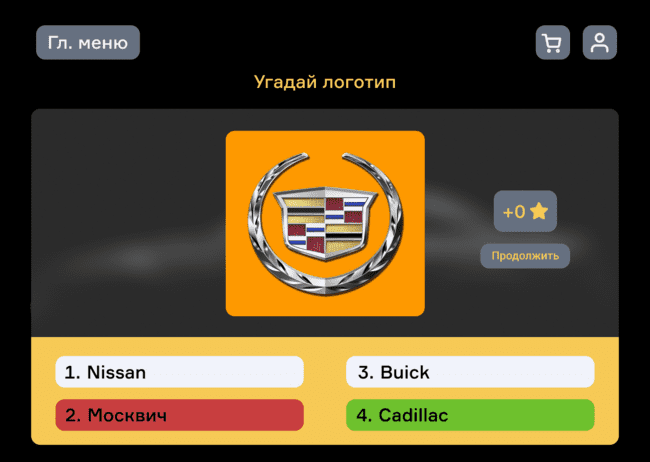 Гл. меню
Угадай логотип
+0
Продолжить
1. Nissan
3. Buick
2. Москвич
4. Cadillac